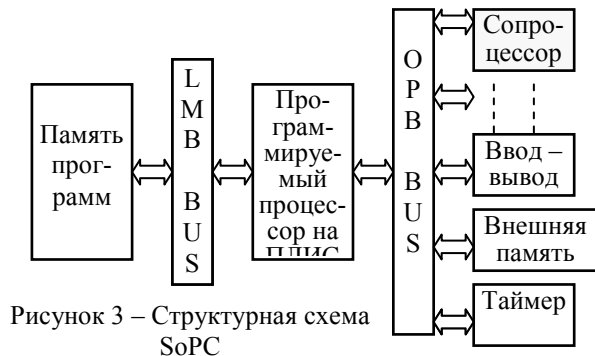 Память
прог-
рамм
L
M
B
B
U
S
Про-
грам-
мируе-
мый
процес-
сор на
ПЛИС
O
P
B
B
U
S
Сопро-
цессор
Ввод –
вывод
Внешняя
память
Таймер
Рисунок 3 – Структурная схема
SoPC